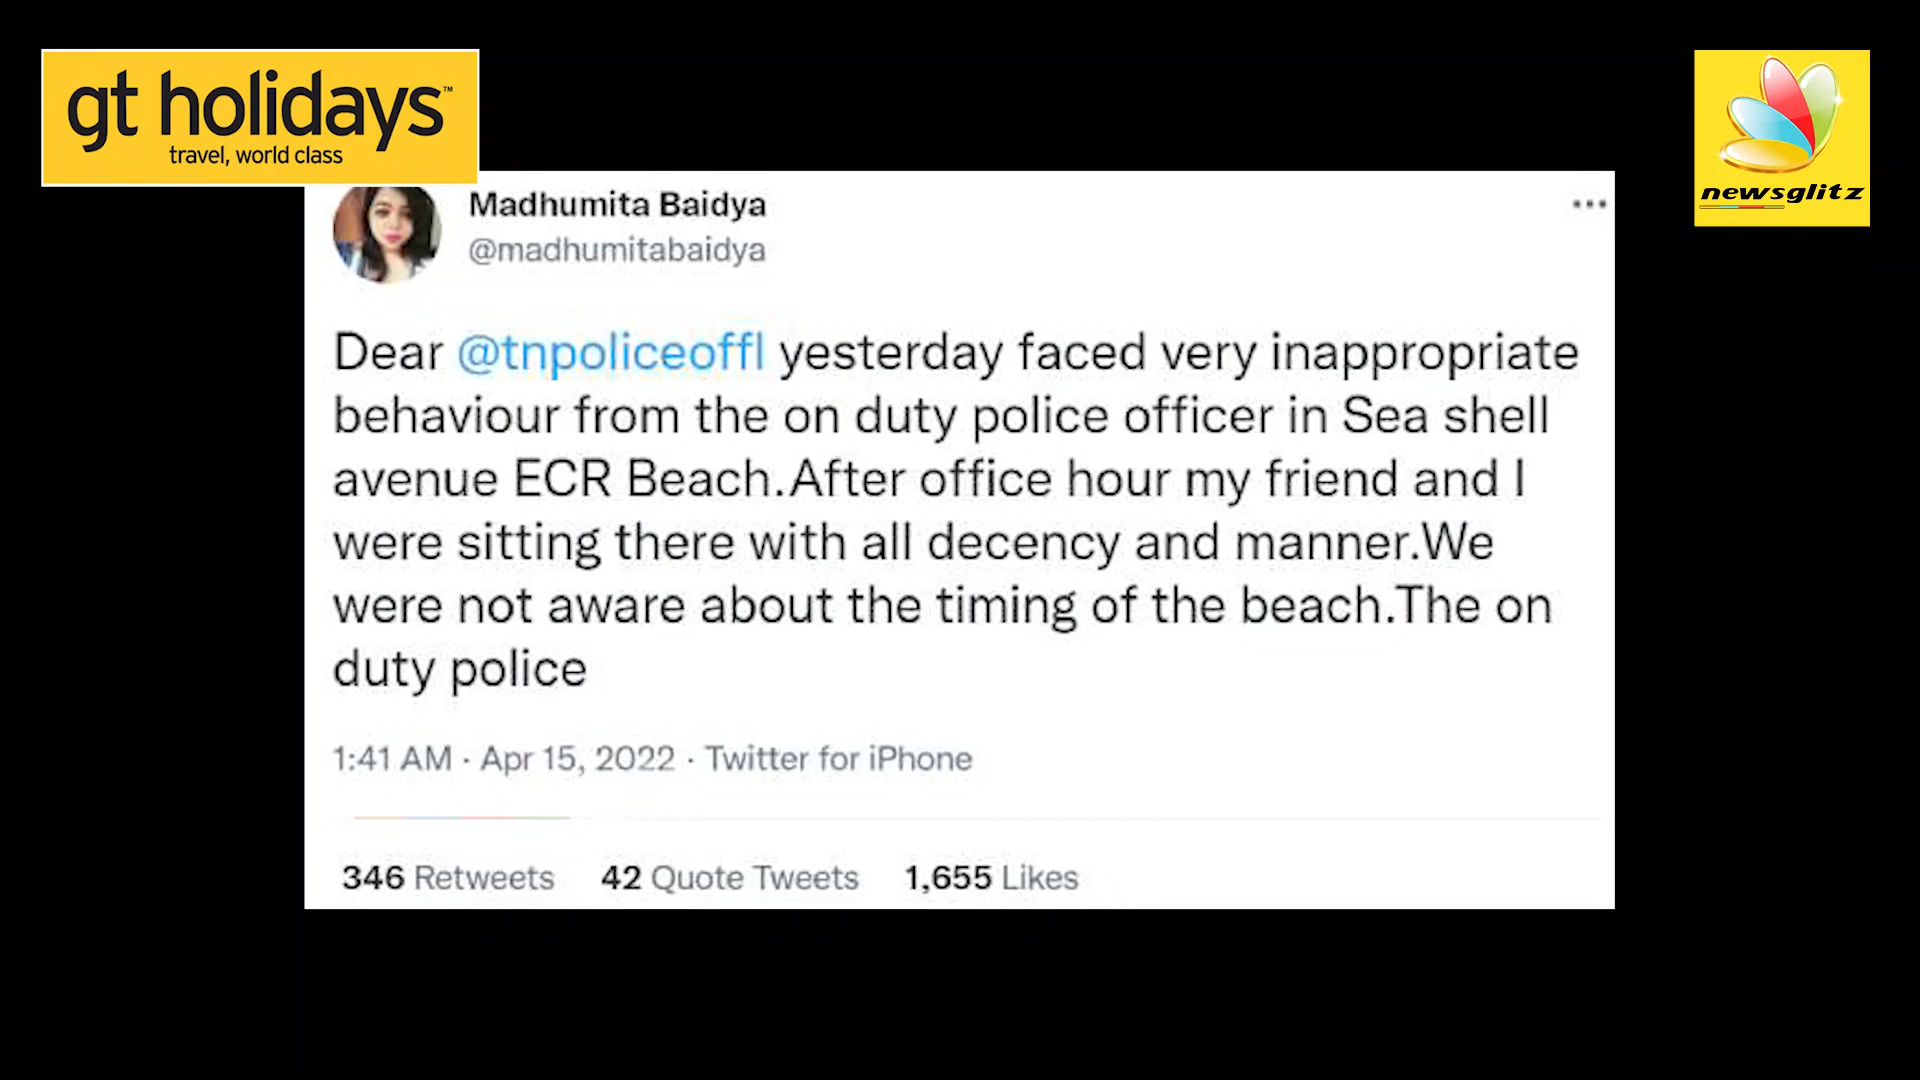 gt holidays™
travel, world class
newsglitz
Madhumita Baidya
@madhumitabaidya
Dear @tnpoliceoffl yesterday faced very inappropriate
behaviour from the on duty police officer in Sea shell
avenue ECR Beach.After office hour my friend and I
were sitting there with all decency and manner.We
were not aware about the timing of the beach.The on
duty police
1:41 AM · Apr 15, 2022 · Twitter for iPhone
346 Retweets 42 Quote Tweets 1,655 Likes